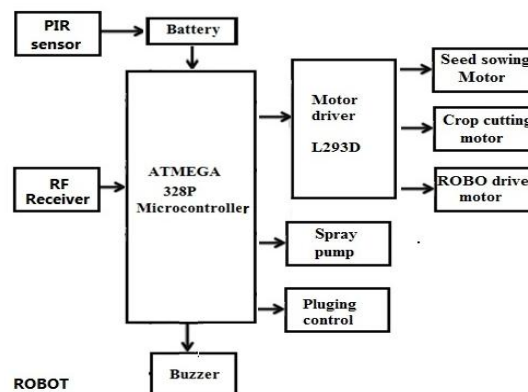 PIR
sensor
Battery
Seed sowing
Motor
Motor
driver
L293D
Crop cutting
motor
ATMEGA
328P
Microcontroller
RF
Receiver
ROBO drive
motor
Spray
pump
Pluging
control
Buzzer
ROBOT